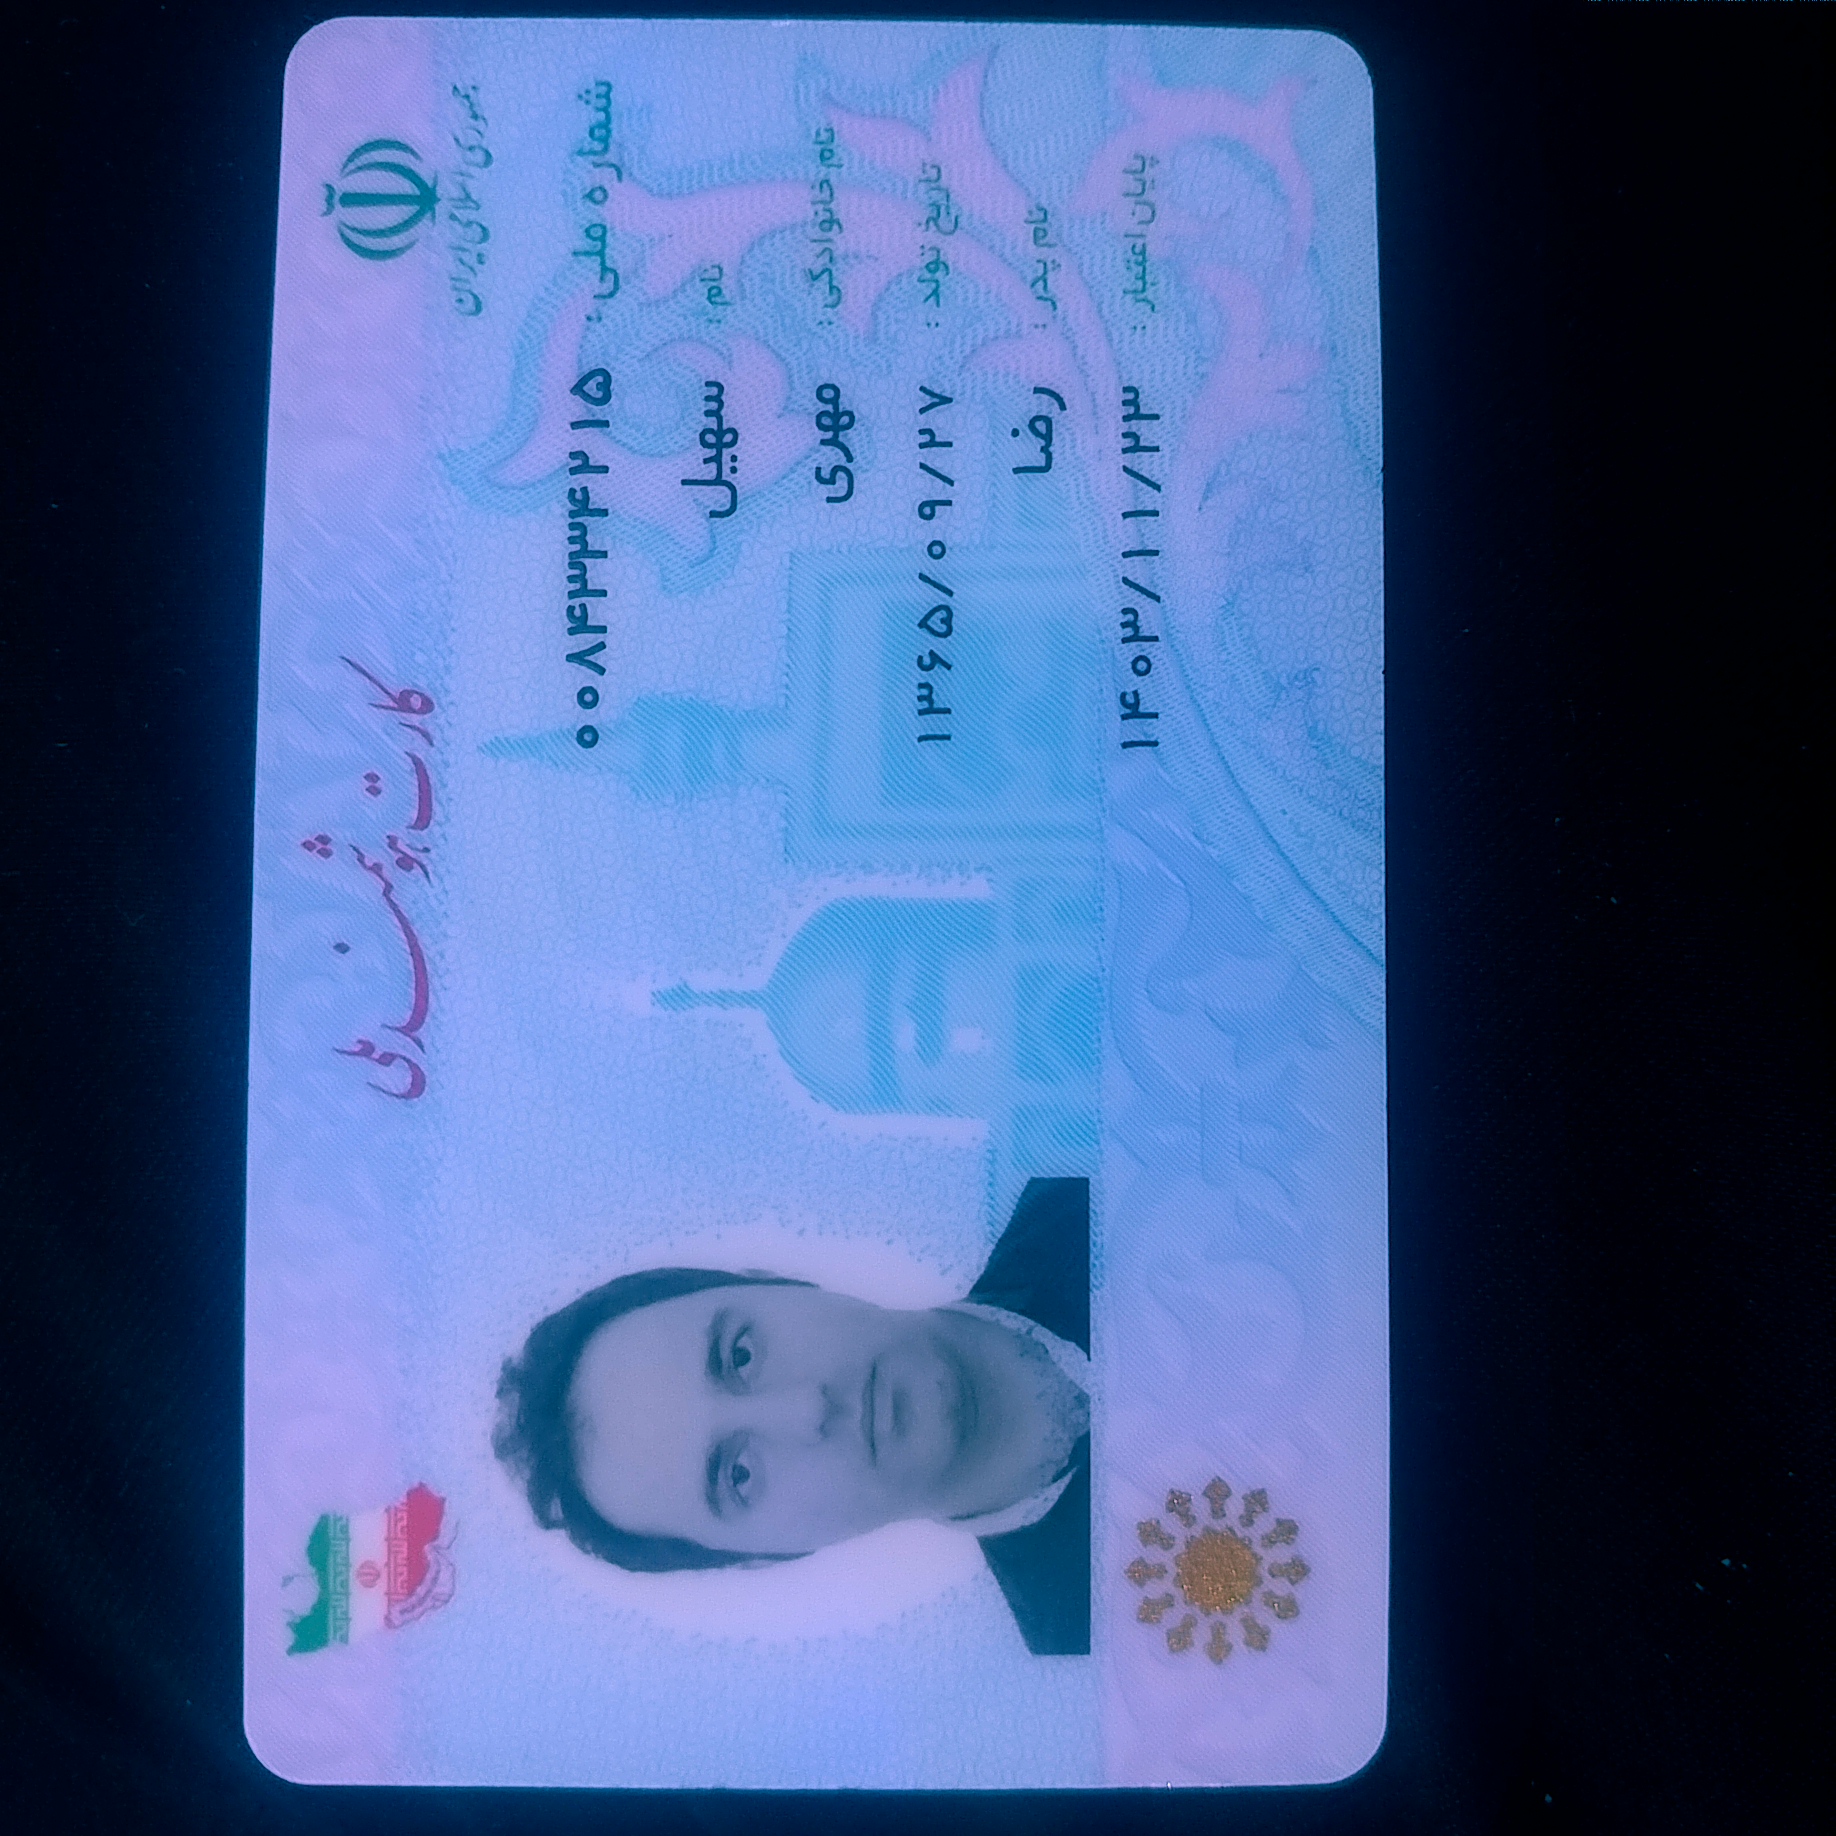 کارت هوشمند ملی
جمهوری اسلامی ایران
شماره ملی : ۰۰۸۴۳۳۴۲۱۵
نام : سهیل
نام خانوادگی : مهری
تاریخ تولد : ۱۳۶۵/۰۹/۲۷
نام پدر : رضا
پایان اعتبار : ۱۴۰۳/۱۱/۲۳